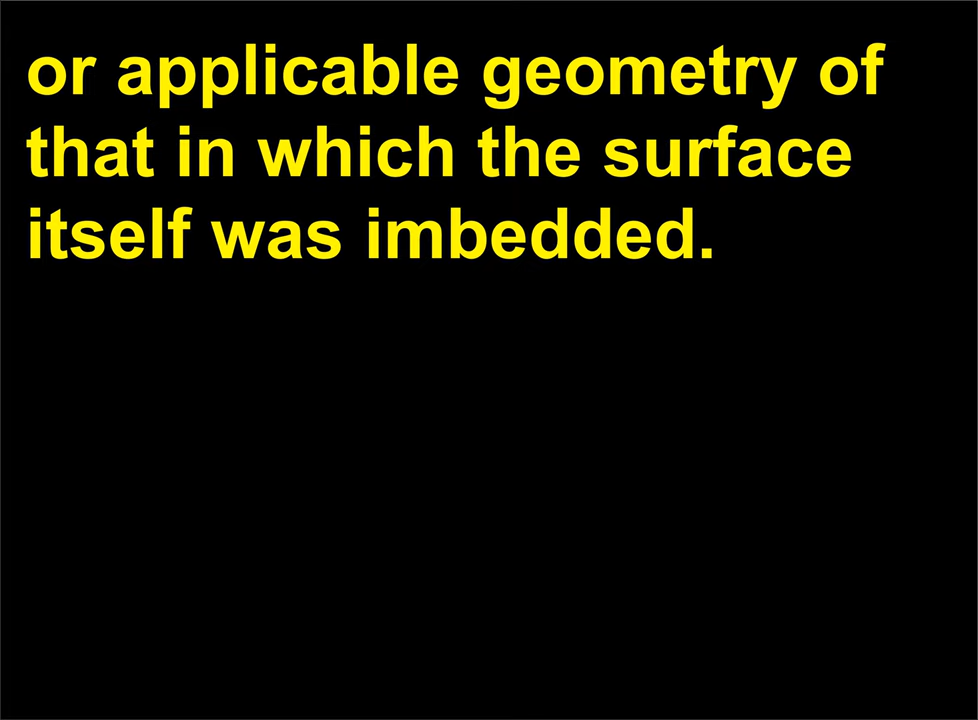 or applicable geometry of
that in which the surface
itself was imbedded.